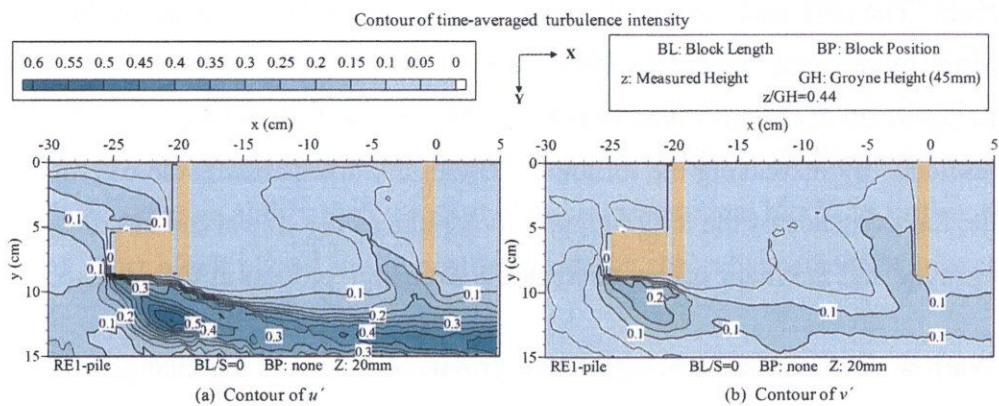 Contour of time-averaged turbulence intensity
0.6 0.55 0.5 0.45 0.4 0.35 0.3 0.25 0.2 0.15 0.1 0.05 0
X
Y
BL: Block Length BP: Block Position
z: Measured Height GH: Groyne Height (45mm)
z/GH=0.44
x (cm)
-30 -25 -20 -15 -10 -5 0 5
y (cm)
0
5
10
15
0.1
0.1
0
0.1
0.3
0.2
0.1
0.5
0.4
0.3
0.1
0.2
0.4
0.3
0.1
0.3
RE1-pile BL/S=0 BP: none Z: 20mm
(a) Contour of u′
x (cm)
-30 -25 -20 -15 -10 -5 0 5
y (cm)
0
5
10
15
0.1
0
0.1
0.2
0.1
0.1
0.1
0.1
0.1
RE1-pile BL/S=0 BP: none Z: 20mm
(b) Contour of v′